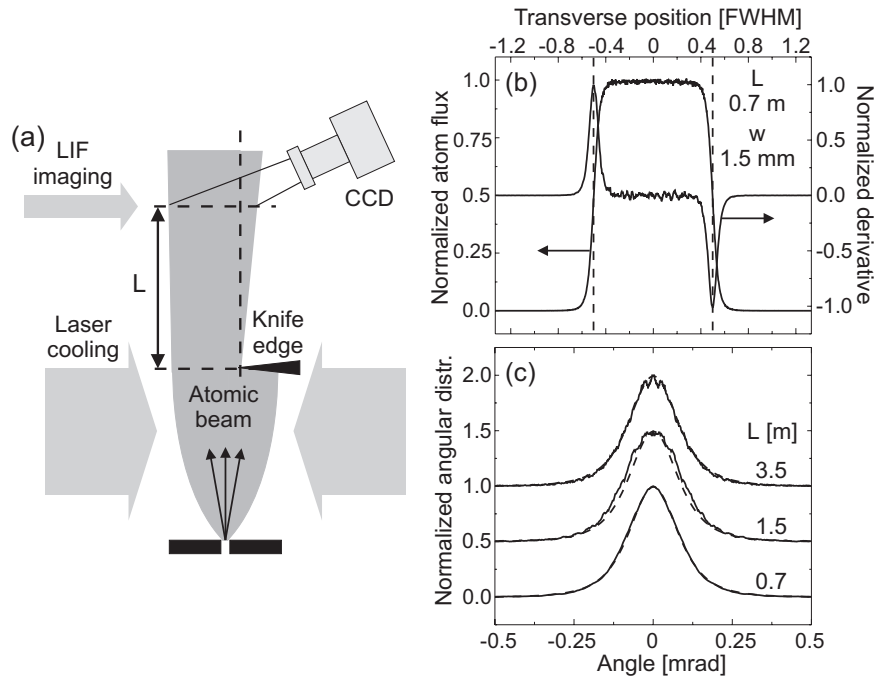 (a)
LIF
imaging
CCD
L
Laser
cooling
Knife
edge
Atomic
beam
Transverse position [FWHM]
-1.2 -0.8 -0.4 0 0.4 0.8 1.2
(b)
Normalized atom flux
1.0
0.75
0.5
0.25
0.0
L
0.7 m
w
1.5 mm
1.0
0.5
0.0
-0.5
-1.0
Normalized derivative
(c)
Normalized angular distr.
2.0
1.5
1.0
0.5
0.0
L [m]
3.5
1.5
0.7
-0.5 -0.25 0 0.25 0.5
Angle [mrad]